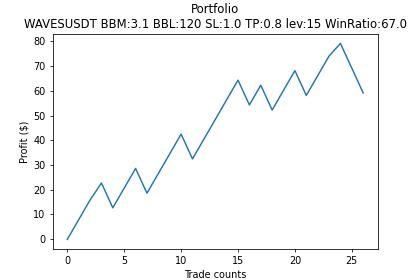 Portfolio
WAVESUSDT BBM:3.1 BBL:120 SL:1.0 TP:0.8 lev:15 WinRatio:67.0
Profit ($)
80
70
60
50
40
30
20
10
0
0 5 10 15 20 25
Trade counts